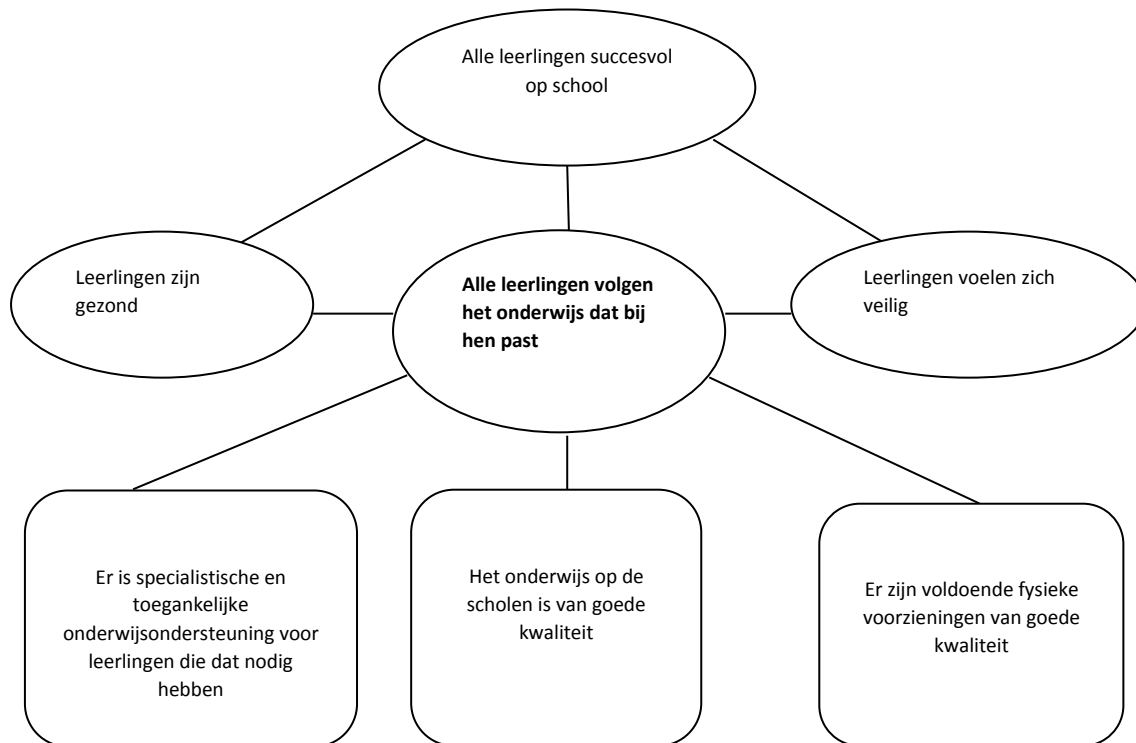 Alle leerlingen succesvol
op school
Leerlingen zijn
gezond
Alle leerlingen volgen
het onderwijs dat bij
hen past
Leerlingen voelen zich
veilig
Er is specialistische en
toegankelijke
onderwijsondersteuning voor
leerlingen die dat nodig
hebben
Het onderwijs op de
scholen is van goede
kwaliteit
Er zijn voldoende fysieke
voorzieningen van goede
kwaliteit